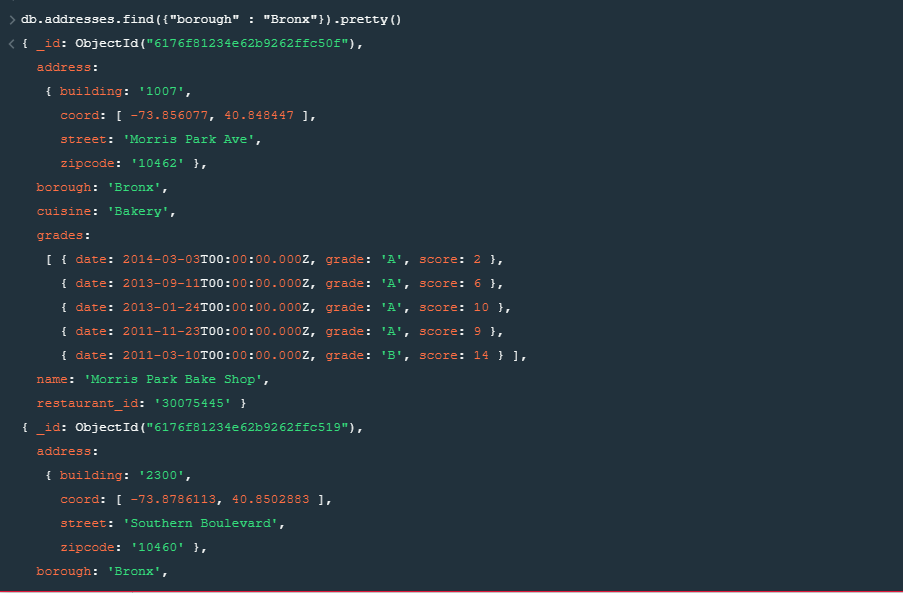 > db.addresses.find({"borough" : "Bronx"}).pretty()
< { _id: ObjectId("6176f81234e62b9262ffc50f"),
address:
{ building: '1007',
coord: [ -73.856077, 40.848447 ],
street: 'Morris Park Ave',
zipcode: '10462' },
borough: 'Bronx',
cuisine: 'Bakery',
grades:
[ { date: 2014-03-03T00:00:00.000Z, grade: 'A', score: 2 },
{ date: 2013-09-11T00:00:00.000Z, grade: 'A', score: 6 },
{ date: 2013-01-24T00:00:00.000Z, grade: 'A', score: 10 },
{ date: 2011-11-23T00:00:00.000Z, grade: 'A', score: 9 },
{ date: 2011-03-10T00:00:00.000Z, grade: 'B', score: 14 } ],
name: 'Morris Park Bake Shop',
restaurant_id: '30075445' }
{ _id: ObjectId("6176f81234e62b9262ffc519"),
address:
{ building: '2300',
coord: [ -73.8786113, 40.8502883 ],
street: 'Southern Boulevard',
zipcode: '10460' },
borough: 'Bronx',